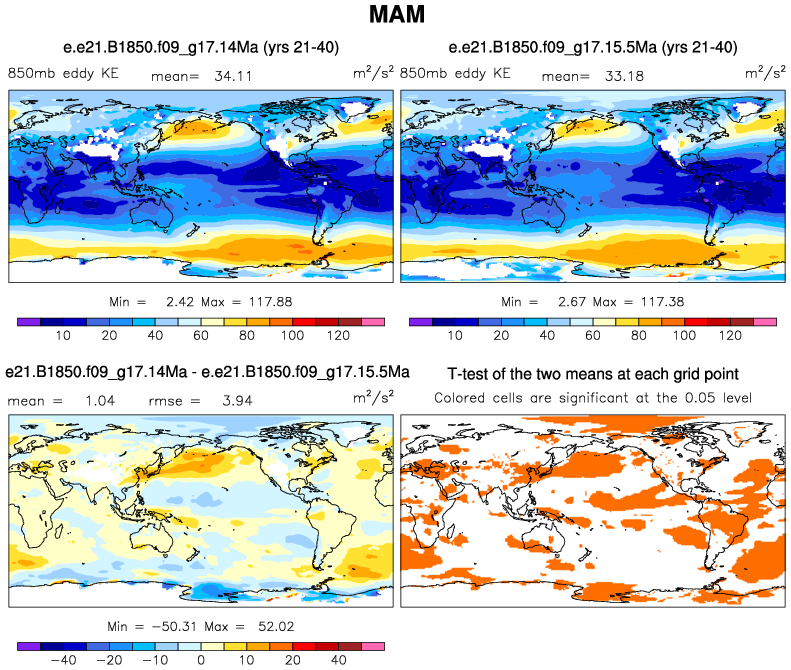 MAM
e.e21.B1850.f09_g17.14Ma (yrs 21-40)
850mb eddy KE mean= 34.11 m²/s²
Min = 2.42 Max = 117.88
10 20 40 60 80 100 120
e.e21.B1850.f09_g17.15.5Ma (yrs 21-40)
850mb eddy KE mean= 33.18 m²/s²
Min = 2.67 Max = 117.38
10 20 40 60 80 100 120
e21.B1850.f09_g17.14Ma - e.e21.B1850.f09_g17.15.5Ma
mean = 1.04 rmse = 3.94 m²/s²
Min = -50.31 Max = 52.02
-40 -20 -10 0 10 20 40
T-test of the two means at each grid point
Colored cells are significant at the 0.05 level